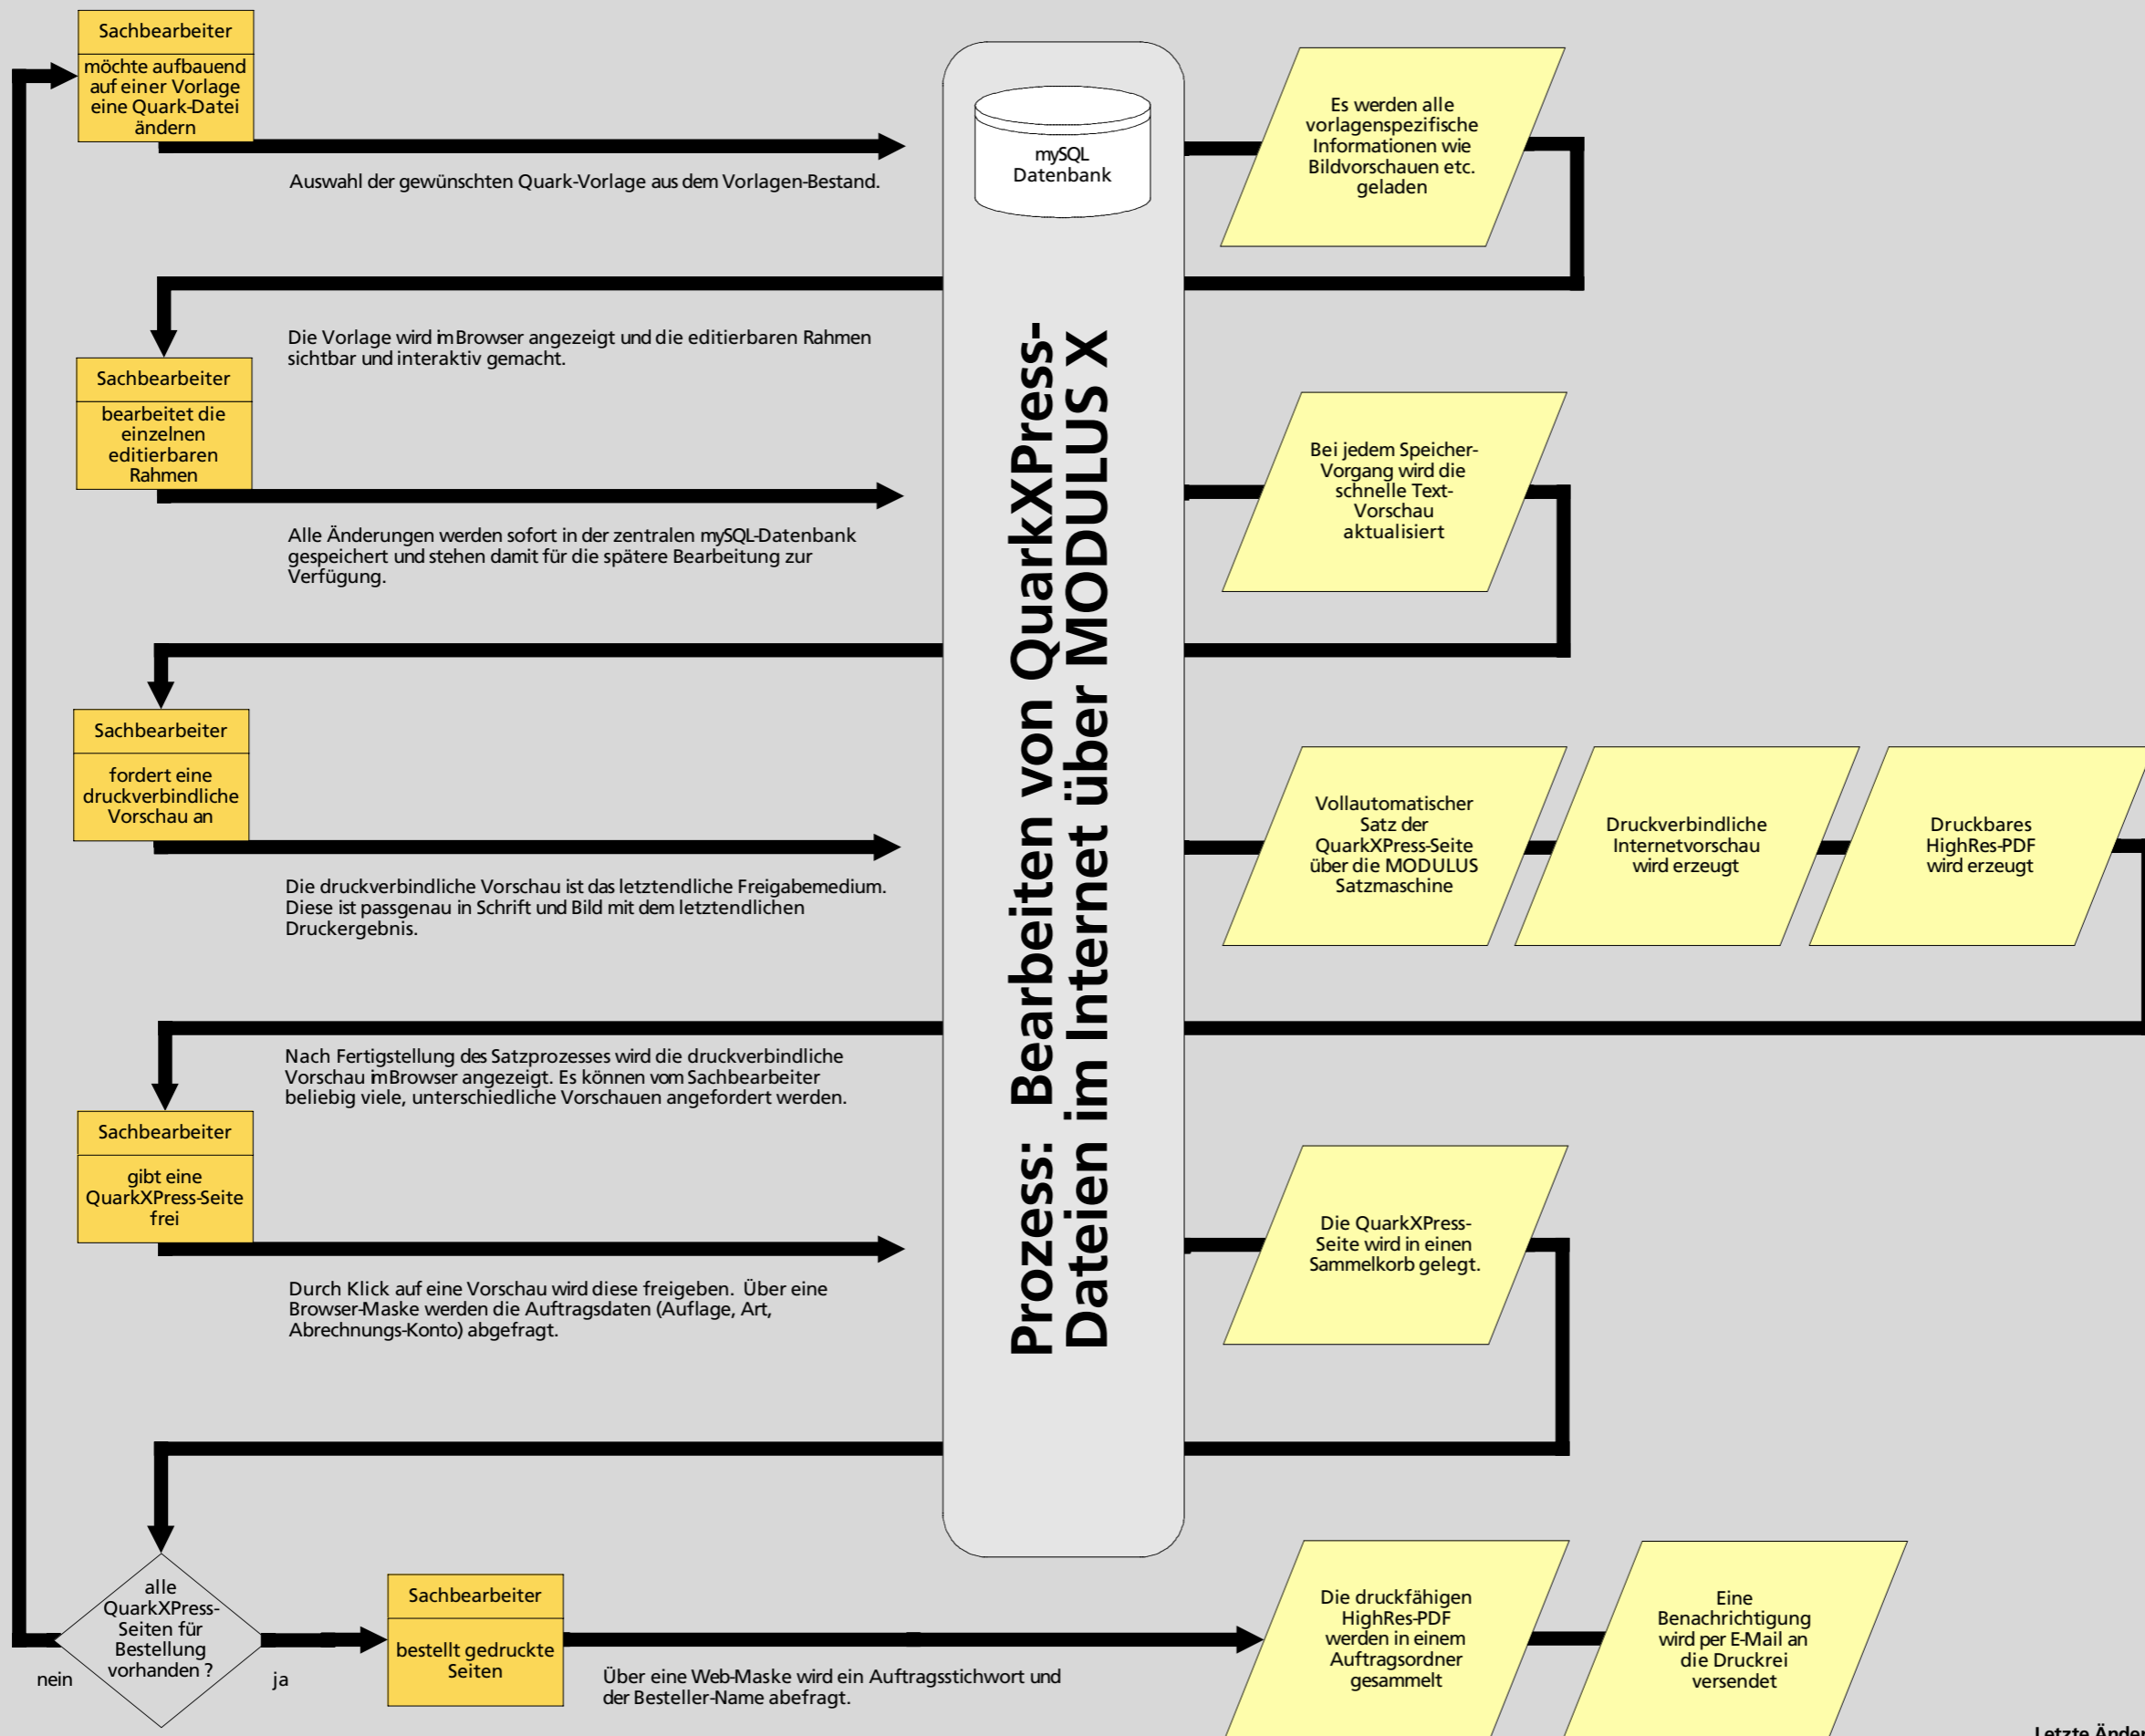 Sachbearbeiter
möchte aufbauend
auf einer Vorlage
eine Quark-Datei
ändern
Auswahl der gewünschten Quark-Vorlage aus dem Vorlagen-Bestand.
mySQL
Datenbank
Es werden alle
vorlagenspezifische
Informationen wie
Bildvorschauen etc.
geladen
Prozess: Bearbeiten von QuarkXPress-
Dateien im Internet über MODULUS X
Die Vorlage wird im Browser angezeigt und die editierbaren Rahmen
sichtbar und interaktiv gemacht.
Sachbearbeiter
bearbeitet die
einzelnen
editierbaren
Rahmen
Alle Änderungen werden sofort in der zentralen mySQL-Datenbank
gespeichert und stehen damit für die spätere Bearbeitung zur
Verfügung.
Bei jedem Speicher-
Vorgang wird die
schnelle Text-
Vorschau
aktualisiert
Sachbearbeiter
fordert eine
druckverbindliche
Vorschau an
Die druckverbindliche Vorschau ist das letztendliche Freigabemedium.
Diese ist passgenau in Schrift und Bild mit dem letztendlichen
Druckergebnis.
Vollautomatischer
Satz der
QuarkXPress-Seite
über die MODULUS
Satzmaschine
Druckverbindliche
Internetvorschau
wird erzeugt
Druckbares
HighRes-PDF
wird erzeugt
Nach Fertigstellung des Satzprozesses wird die druckverbindliche
Vorschau im Browser angezeigt. Es können vom Sachbearbeiter
beliebig viele, unterschiedliche Vorschauen angefordert werden.
Sachbearbeiter
gibt eine
QuarkXPress-Seite
frei
Durch Klick auf eine Vorschau wird diese freigeben. Über eine
Browser-Maske werden die Auftragsdaten (Auflage, Art,
Abrechnungs-Konto) abgefragt.
Die QuarkXPress-
Seite wird in einen
Sammelkorb gelegt.
alle
QuarkXPress-
Seiten für
Bestellung
vorhanden ?
nein
ja
Sachbearbeiter
bestellt gedruckte
Seiten
Über eine Web-Maske wird ein Auftragsstichwort und
der Besteller-Name abefragt.
Die druckfähigen
HighRes-PDF
werden in einem
Auftragsordner
gesammelt
Eine
Benachrichtigung
wird per E-Mail an
die Druckrei
versendet
Letzte